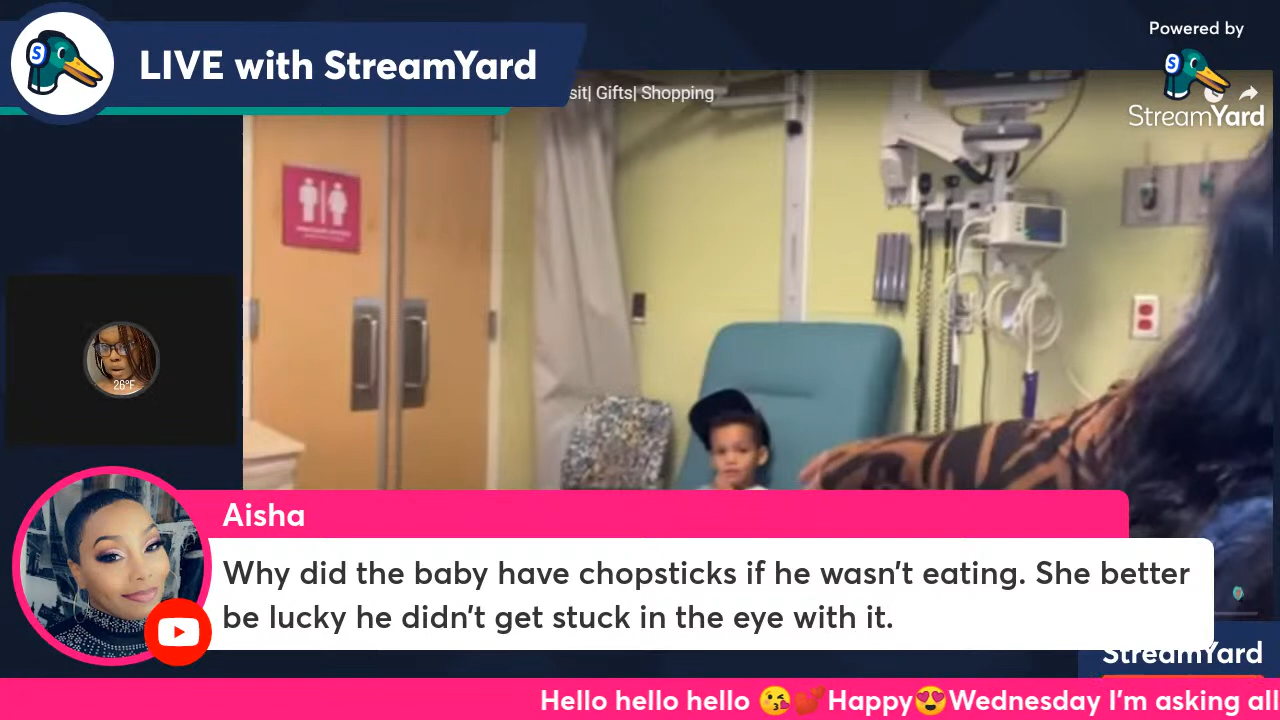 LIVE with StreamYard
Powered by
S
S
sit| Gifts| Shopping
StreamYard
26°F
Aisha
Why did the baby have chopsticks if he wasn't eating. She better
be lucky he didn't get stuck in the eye with it.
StreamYard
Hello hello hello 😘💕Happy😍Wednesday I'm asking all